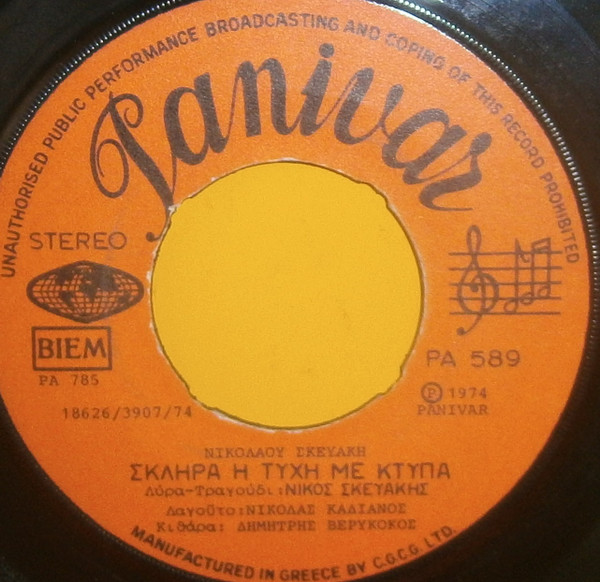 UNAUTHORISED PUBLIC PERFORMANCE BROADCASTING AND COPING OF THIS RECORD PROHIBITED
Panivar
STEREO
BIEM
PA 785
18626/3907/74
PA 589
Ⓟ 1974
PANIVAR
ΝΙΚΟΛΑΟΥ ΣΚΕΥΑΚΗ
ΣΚΛΗΡΑ Η ΤΥΧΗ ΜΕ ΚΤΥΠΑ
Λύρα-Τραγούδι:ΝΙΚΟΣ ΣΚΕΥΑΚΗΣ
Λαγούτο:ΝΙΚΟΛΑΣ ΚΑΔΙΑΝΟΣ
Κιθάρα: ΔΗΜΗΤΡΗΣ ΒΕΡΥΚΟΚΟΣ
MANUFACTURED IN GREECE BY C.G.C.G. LTD.